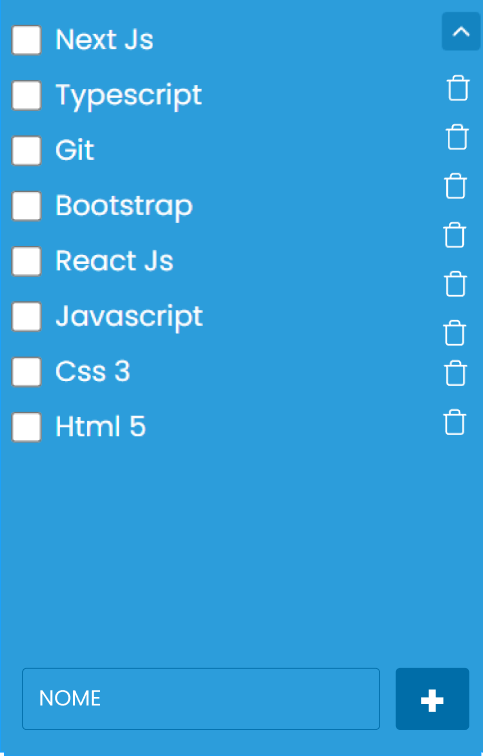 Next Js
Typescript
Git
Bootstrap
React Js
Javascript
Css 3
Html 5
NOME